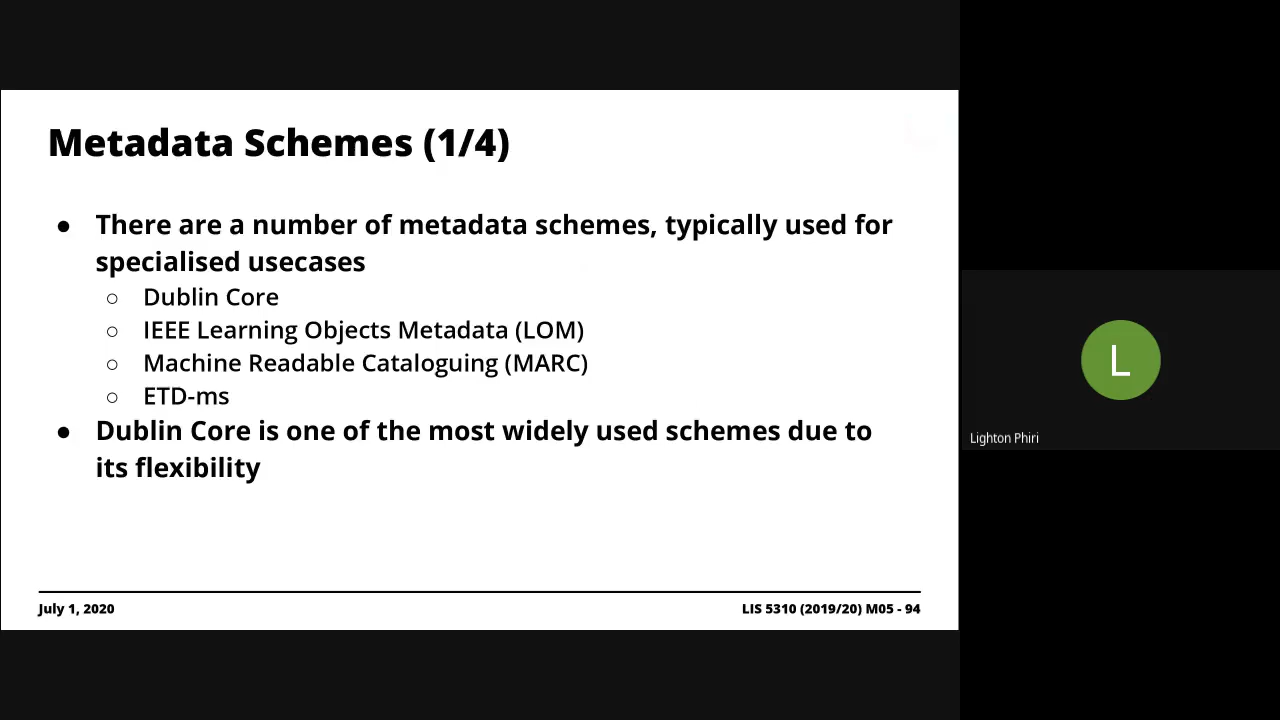 Metadata Schemes (1/4)
● There are a number of metadata schemes, typically used for
specialised usecases
○ Dublin Core
○ IEEE Learning Objects Metadata (LOM)
○ Machine Readable Cataloguing (MARC)
○ ETD-ms
● Dublin Core is one of the most widely used schemes due to
its flexibility
July 1, 2020
LIS 5310 (2019/20) M05 - 94
L
Lighton Phiri